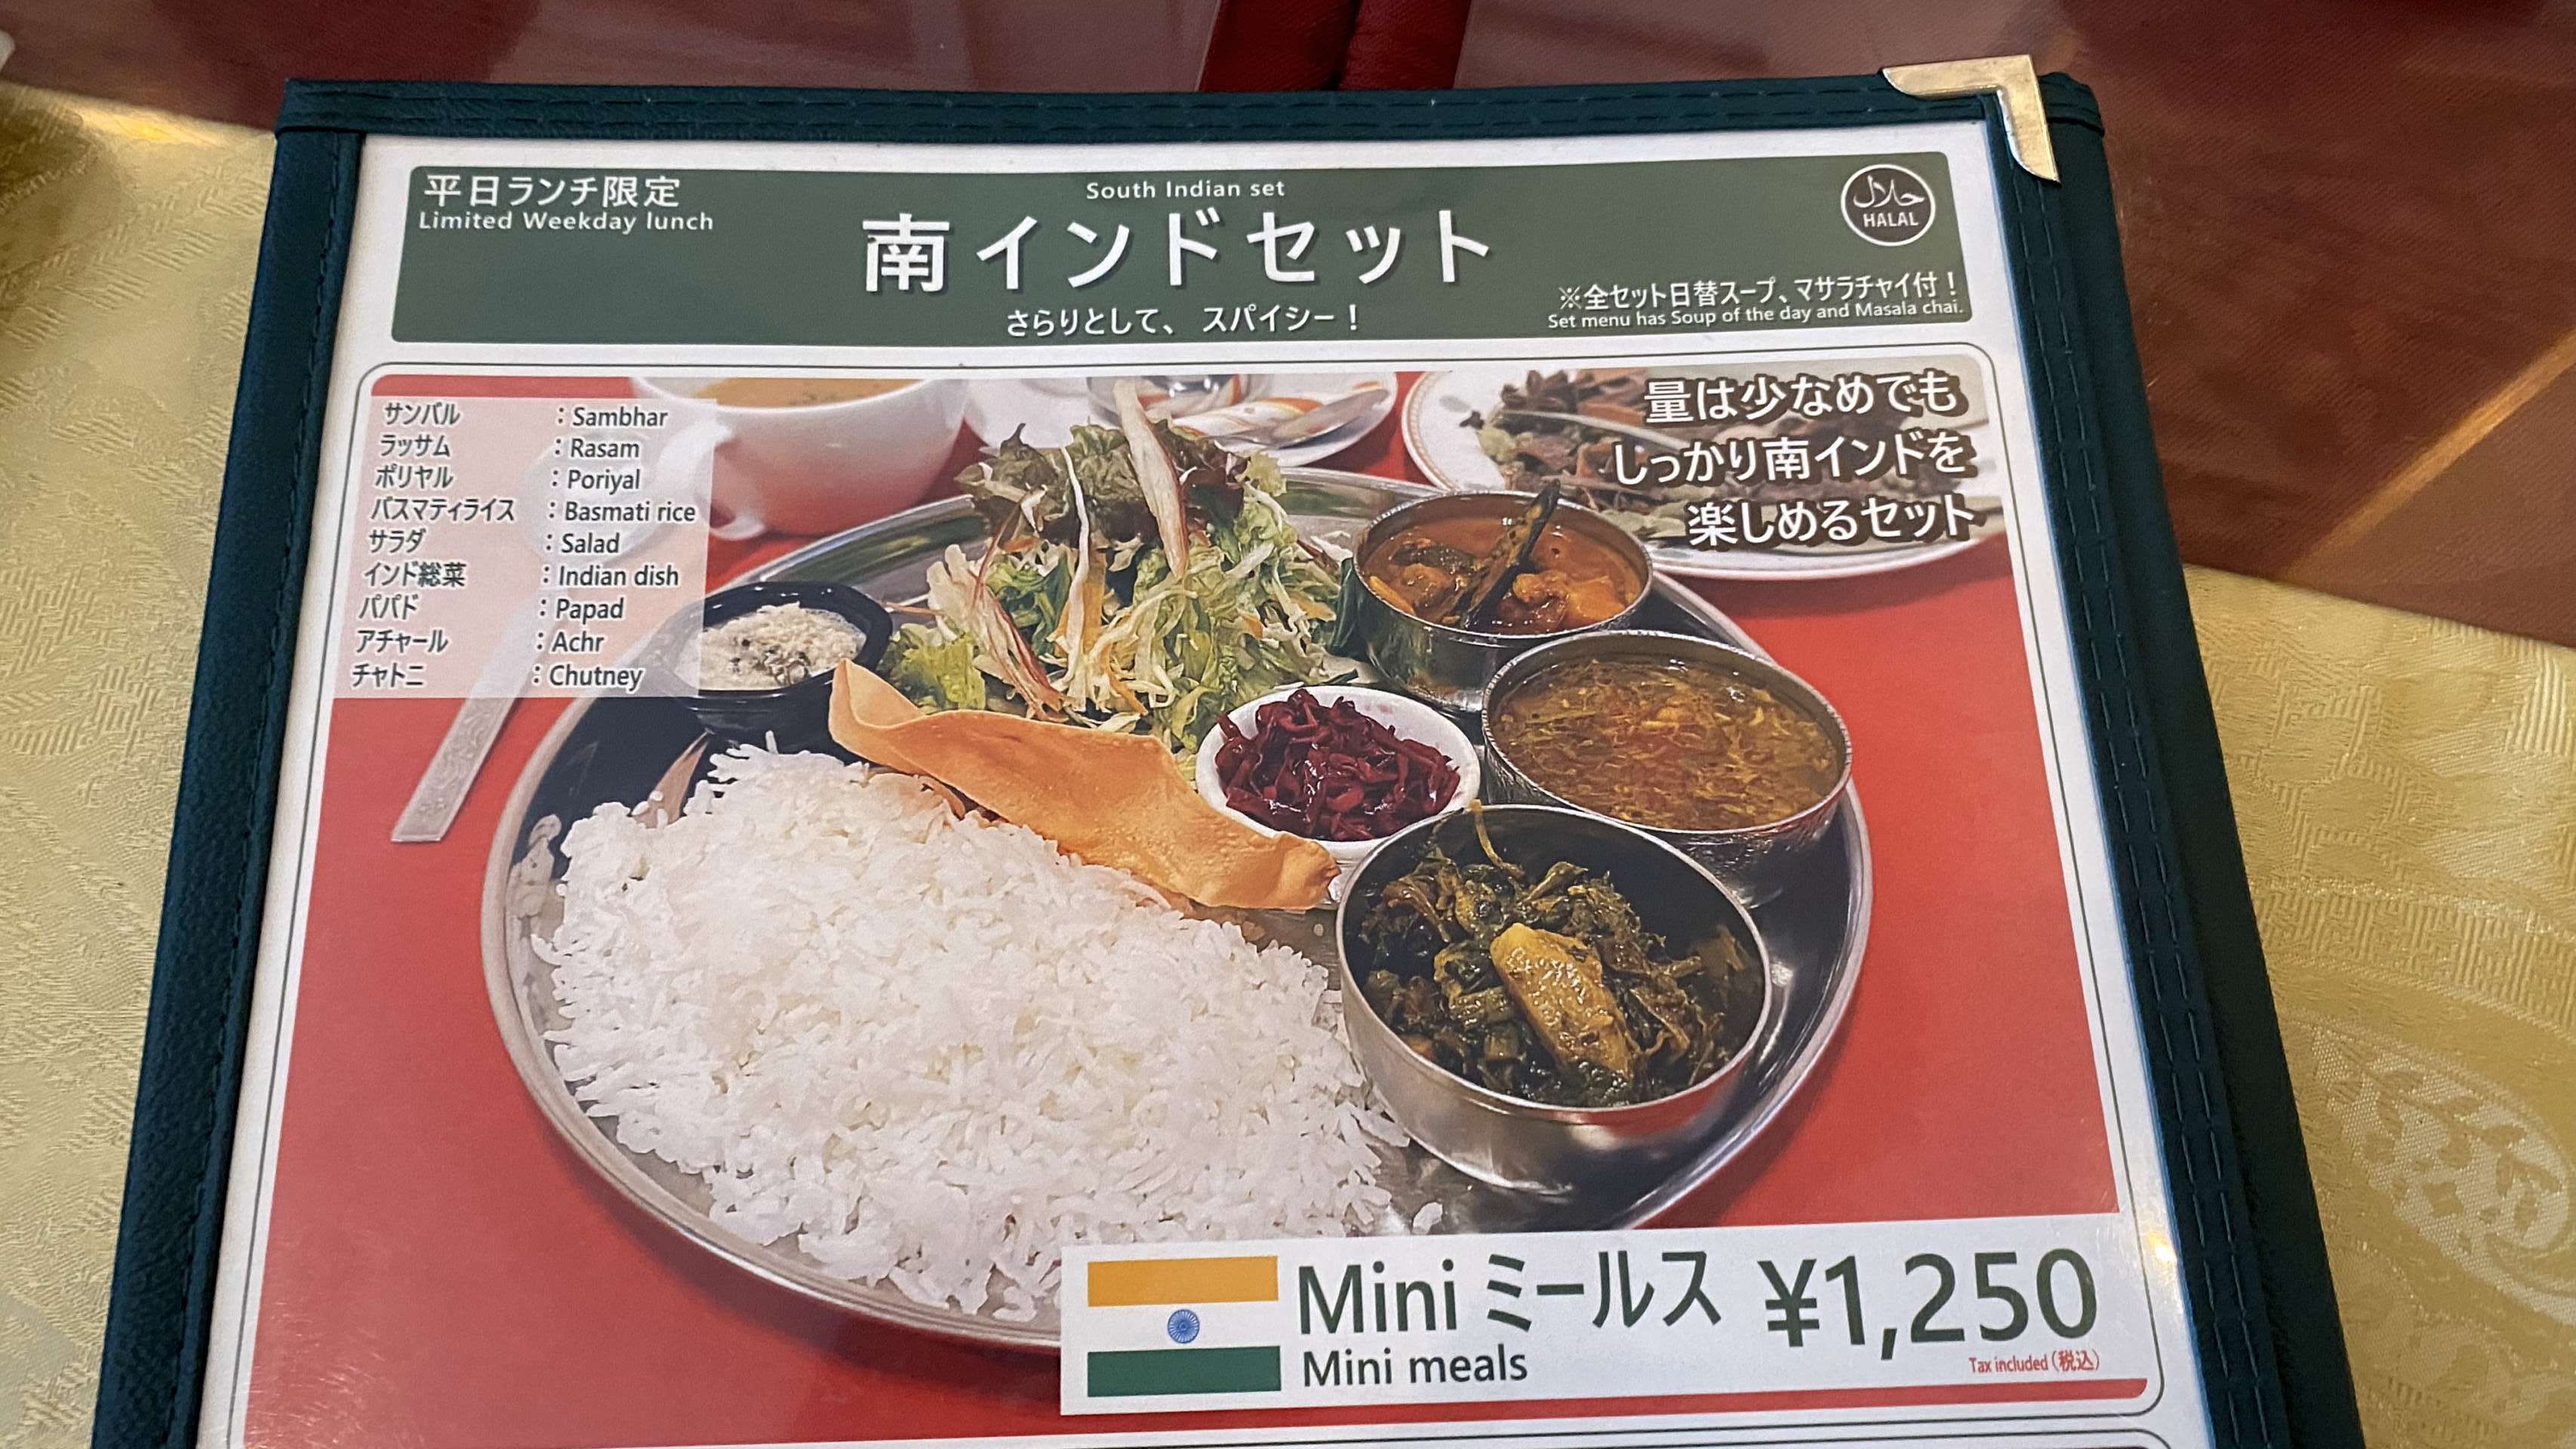 平日ランチ限定
Limited Weekday lunch
South Indian set
南インドセット
さらりとして、スパイシー！
حلال
HALAL
※全セット日替スープ、マサラチャイ付！
Set menu has Soup of the day and Masala chai.
サンバル：Sambhar
ラッサム：Rasam
ポリヤル：Poriyal
バスマティライス：Basmati rice
サラダ：Salad
インド総菜：Indian dish
パパド：Papad
アチャール：Achr
チャトニ：Chutney
量は少なめでも
しっかり南インドを
楽しめるセット
Mini ミールス ¥1,250
Mini meals
Tax included（税込）